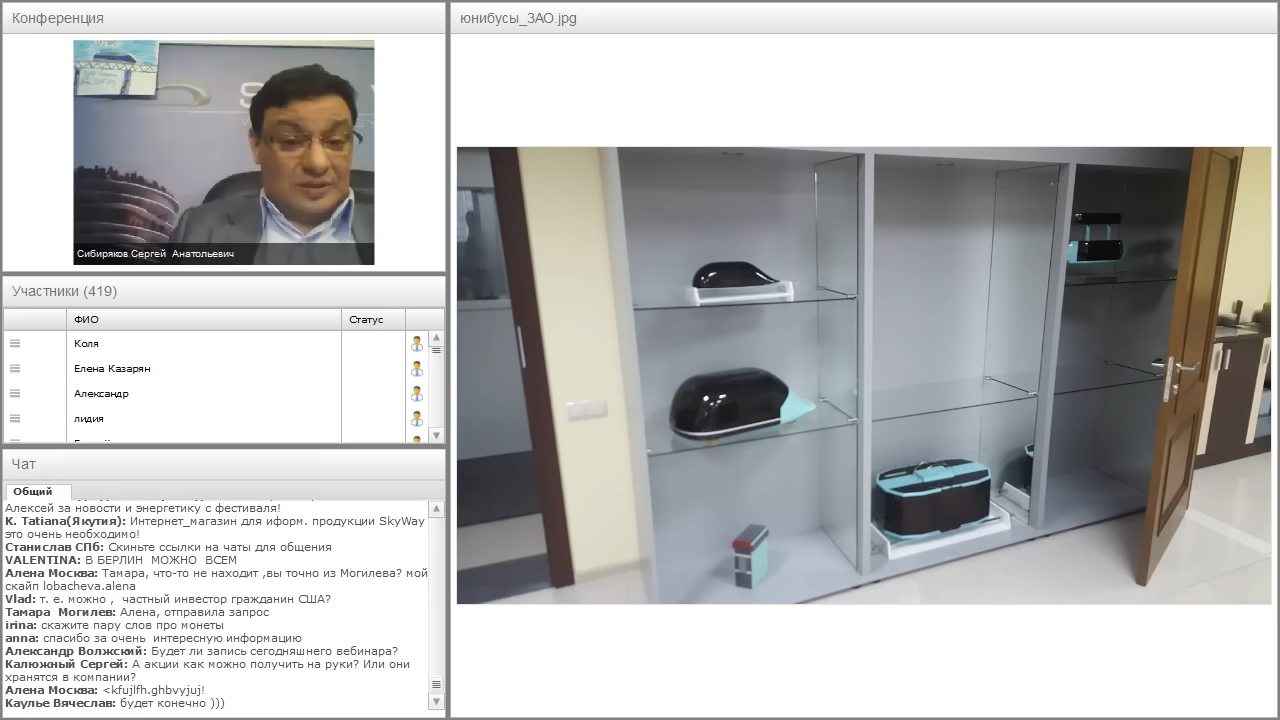 Конференция
Сибиряков Сергей Анатольевич
Участники (419)
ФИО
Статус
Коля
Елена Казарян
Александр
лидия
Чат
Общий
Алексей за новости и энергетику с фестиваля!
K. Tatiana(Якутия): Интернет_магазин для иформ. продукции SkyWay
это очень необходимо!
Станислав СПб: Скиньте ссылки на чаты для общения
VALENTINA: В БЕРЛИН МОЖНО ВСЕМ
Алена Москва: Тамара, что-то не находит ,вы точно из Могилева? мой
скайп lobacheva.alena
Vlad: т. е. можно , частный инвестор гражданин США?
Тамара Могилев: Алена, отправила запрос
irina: скажите пару слов про монеты
anna: спасибо за очень интересную информацию
Александр Волжский: Будет ли запись сегодняшнего вебинара?
Калюжный Сергей: А акции как можно получить на руки? Или они
хранятся в компании?
Алена Москва: <kfujlfh.ghbhyjuj!
Каулье Вячеслав: будет конечно )))
юнибусы_ЗАО.jpg